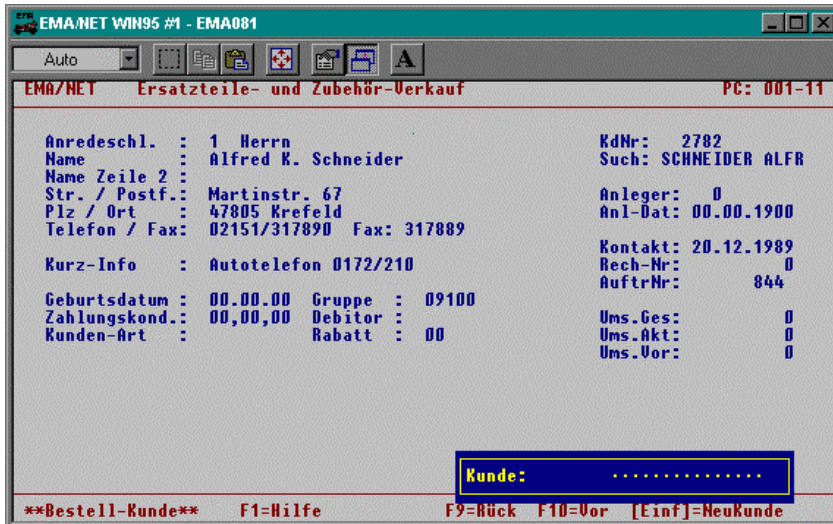 EMA/NET WIN95 #1 - EMA081
Auto
A
EMA/NET Ersatzteile- und Zubehör-Verkauf PC: 001-11
Anredeschl. : 1 Herrn KdNr: 2782
Name : Alfred K. Schneider Such: SCHNEIDER ALFR
Name Zeile 2 :
Str. / Postf.: Martinstr. 67 Anleger: 0
Plz / Ort : 47805 Krefeld Anl-Dat: 00.00.1900
Telefon / Fax: 02151/317890 Fax: 317889
Kontakt: 20.12.1989
Kurz-Info : Autotelefon 0172/210 Rech-Nr: 0
AuftrNr: 844
Geburtsdatum : 00.00.00 Gruppe : 09100
Zahlungskond.: 00,00,00 Debitor : Ums.Ges: 0
Kunden-Art : Rabatt : 00 Ums.Akt: 0
Ums.Vor: 0
Kunde: ...............
**Bestell-Kunde** F1=Hilfe F9=Rück F10=Vor [Einf]=NeuKunde